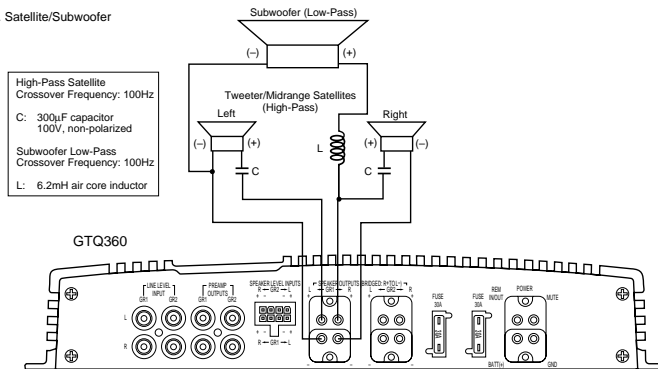 Satellite/Subwoofer
Subwoofer (Low-Pass)
(–)
(+)
High-Pass Satellite
Crossover Frequency: 100Hz
C: 300µF capacitor
100V, non-polarized
Subwoofer Low-Pass
Crossover Frequency: 100Hz
L: 6.2mH air core inductor
Tweeter/Midrange Satellites
(High-Pass)
Left
Right
(–)
(+)
L
(+)
(–)
C
C
GTQ360
LINE LEVEL
INPUT
GR1 GR2
PREAMP
OUTPUTS
GR1 GR2
SPEAKER LEVEL INPUTS
R ← GR2 → L
+ - - +
SPEAKER OUTPUTS
L ← GR1 → R
+ +
BRIDGED: R+TO L(–)
L ← GR2 → R
+ +
FUSE
30A
FUSE
30A
REM
IN/OUT
POWER
MUTE
L
R
30A
30A
+ - - +
R ← GR1 → L
- -
- -
BATT(+)
GND